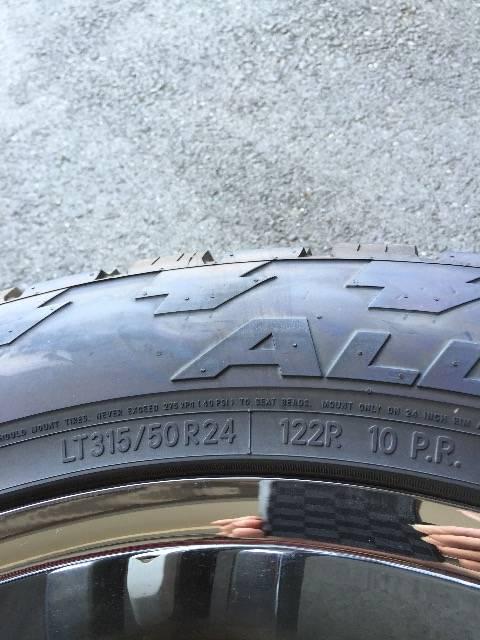 ALL
SHOULD MOUNT TIRES. NEVER EXCEED 275 kPa (40 PSI) TO SEAT BEADS. MOUNT ONLY ON 24 INCH RIM
LT315/50R24 122R 10 P.R.